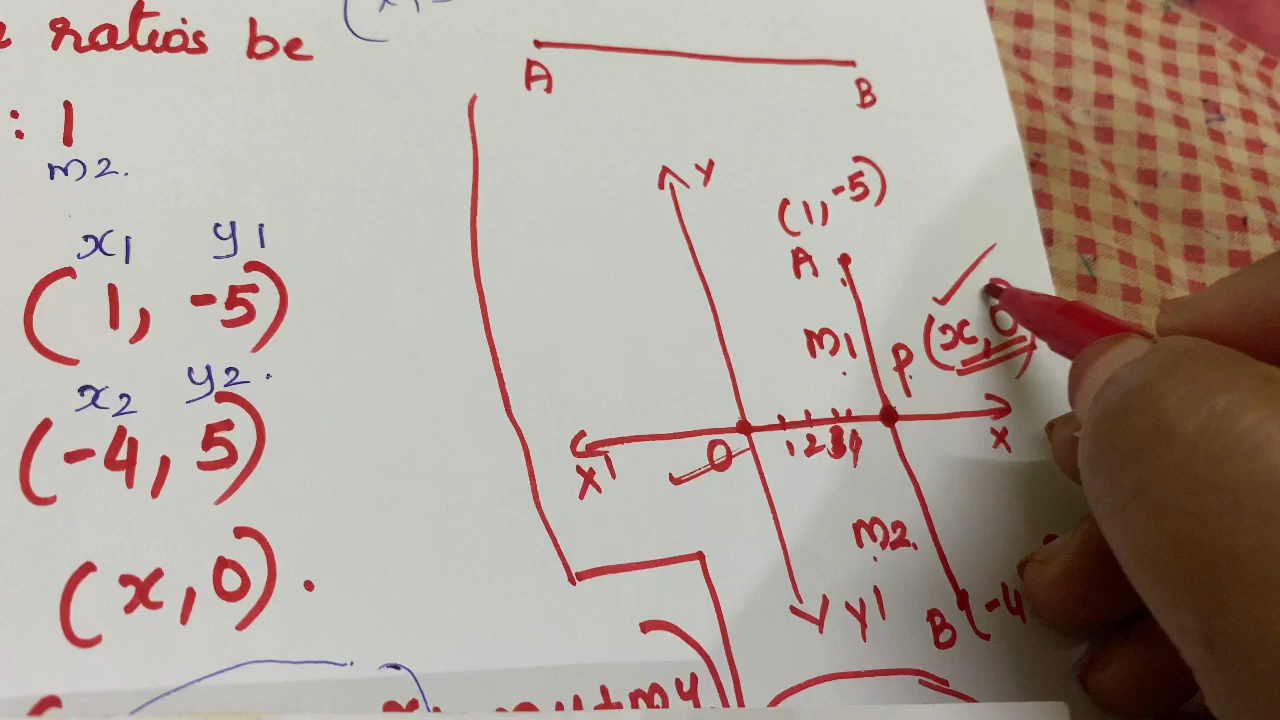 ratios be
: 1
m2.
x1 y1
(1, -5)
x2 y2.
(-4, 5)
(x, 0).
A B
Y
(1, -5)
A
m1
P (x, 0)
X' O 1 2 3 4 X
m2.
Y'
B (-4